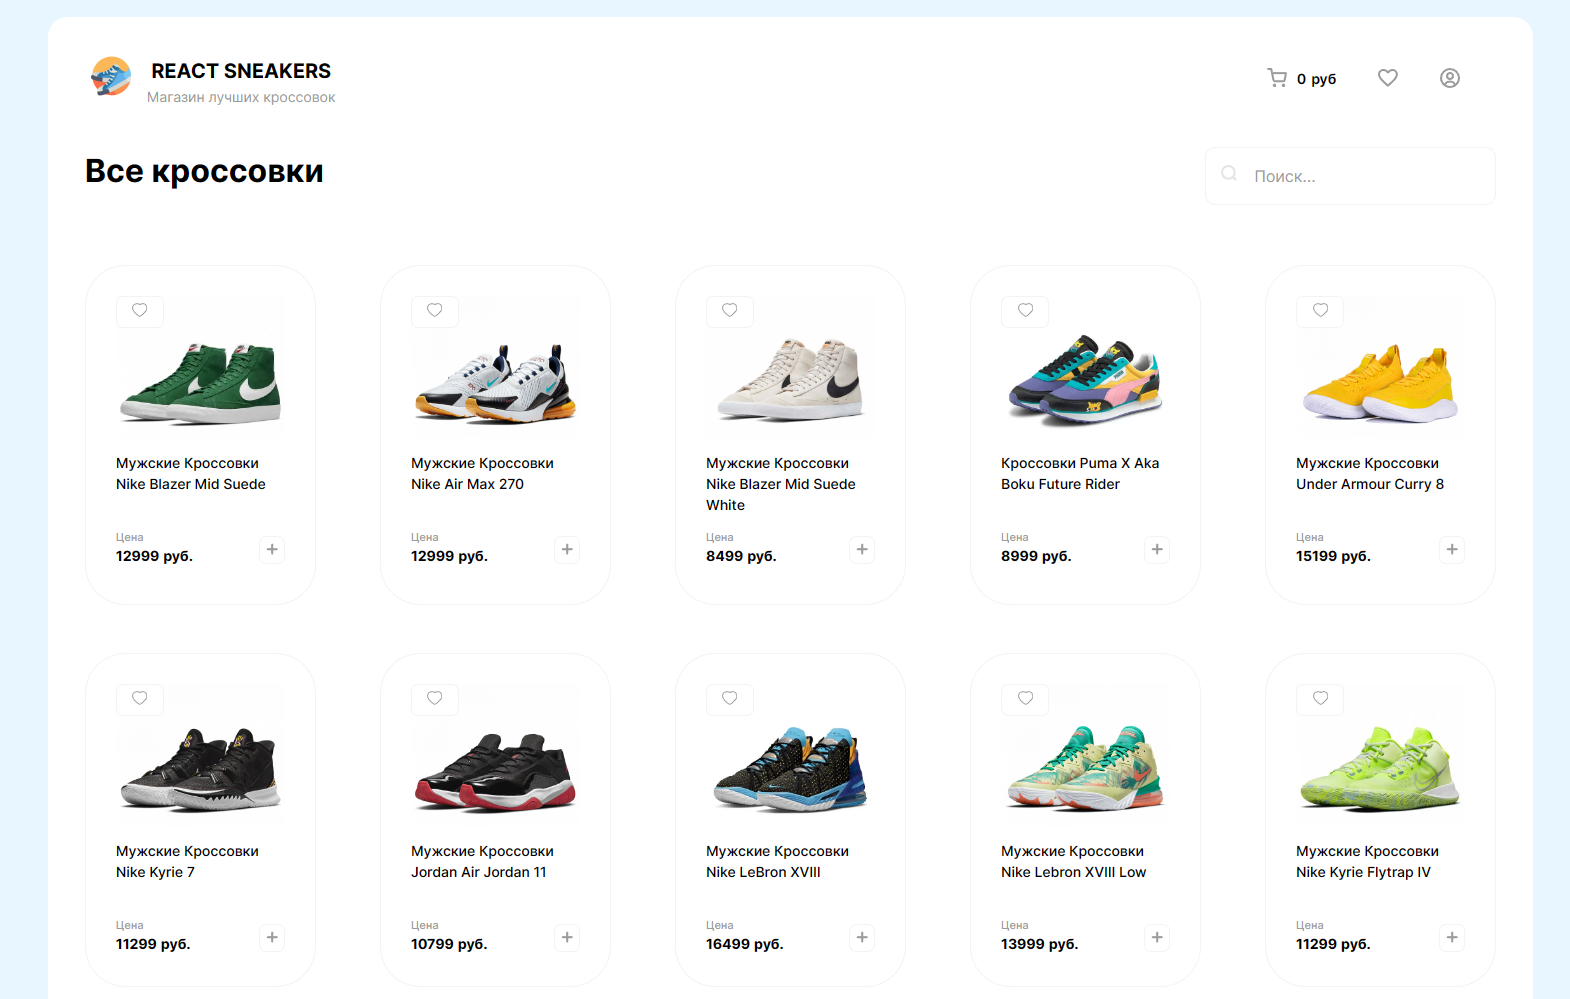 REACT SNEAKERS
Магазин лучших кроссовок
0 руб
Все кроссовки
Поиск...
Мужские Кроссовки
Nike Blazer Mid Suede
Цена
12999 руб.
Мужские Кроссовки
Nike Air Max 270
Цена
12999 руб.
Мужские Кроссовки
Nike Blazer Mid Suede
White
Цена
8499 руб.
Кроссовки Puma X Aka
Boku Future Rider
Цена
8999 руб.
Мужские Кроссовки
Under Armour Curry 8
Цена
15199 руб.
Мужские Кроссовки
Nike Kyrie 7
Цена
11299 руб.
Мужские Кроссовки
Jordan Air Jordan 11
Цена
10799 руб.
Мужские Кроссовки
Nike LeBron XVIII
Цена
16499 руб.
Мужские Кроссовки
Nike Lebron XVIII Low
Цена
13999 руб.
Мужские Кроссовки
Nike Kyrie Flytrap IV
Цена
11299 руб.